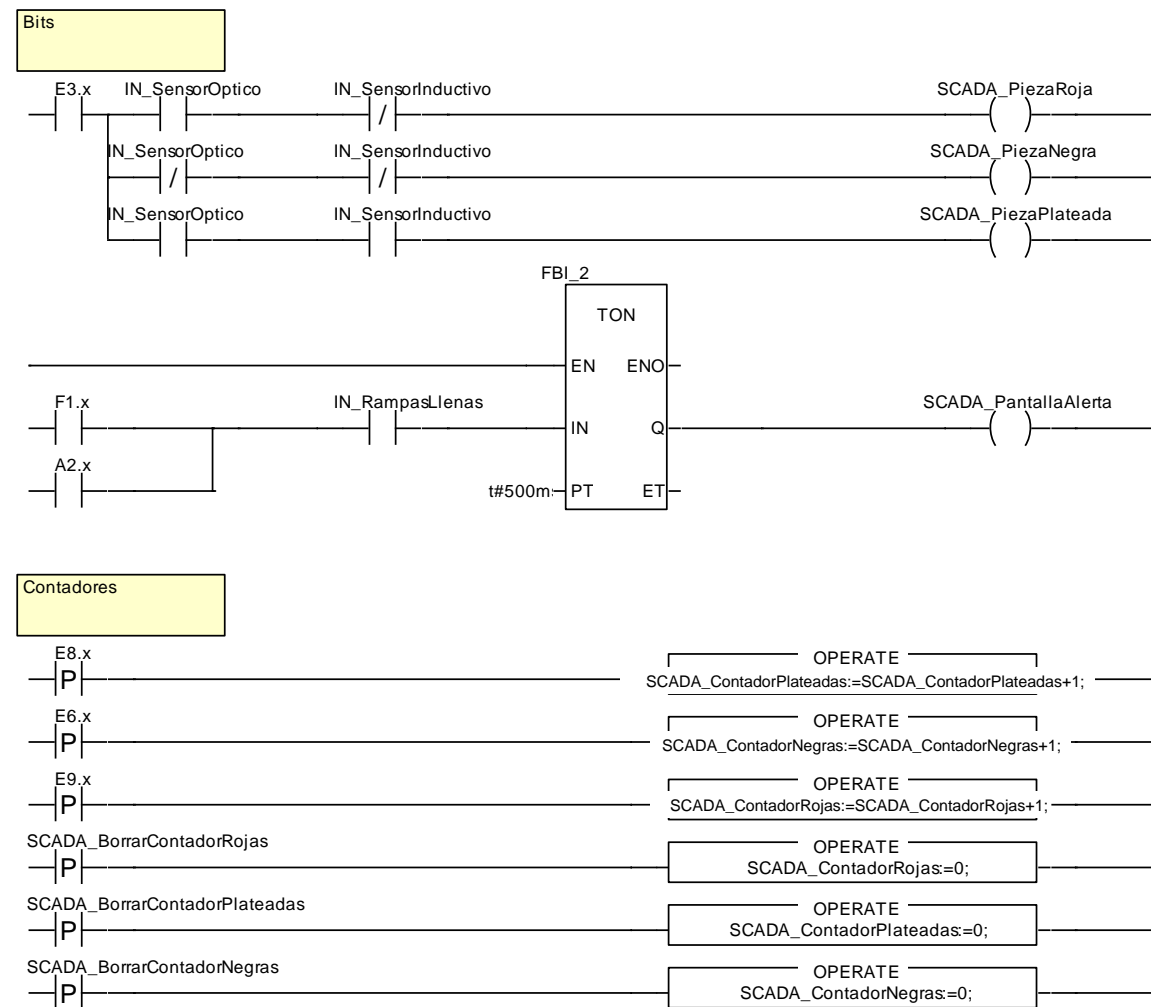 Bits
E3.x IN_SensorOptico IN_SensorInductivo SCADA_PiezaRoja
/
IN_SensorOptico IN_SensorInductivo SCADA_PiezaNegra
/ /
IN_SensorOptico IN_SensorInductivo SCADA_PiezaPlateada
FBI_2
TON
EN ENO
F1.x IN_RampasLlenas SCADA_PantallaAlerta
IN Q
A2.x
t#500m: PT ET
Contadores
E8.x OPERATE
P SCADA_ContadorPlateadas:=SCADA_ContadorPlateadas+1;
E6.x OPERATE
P SCADA_ContadorNegras:=SCADA_ContadorNegras+1;
E9.x OPERATE
P SCADA_ContadorRojas:=SCADA_ContadorRojas+1;
SCADA_BorrarContadorRojas OPERATE
P SCADA_ContadorRojas:=0;
SCADA_BorrarContadorPlateadas OPERATE
P SCADA_ContadorPlateadas:=0;
SCADA_BorrarContadorNegras OPERATE
P SCADA_ContadorNegras:=0;